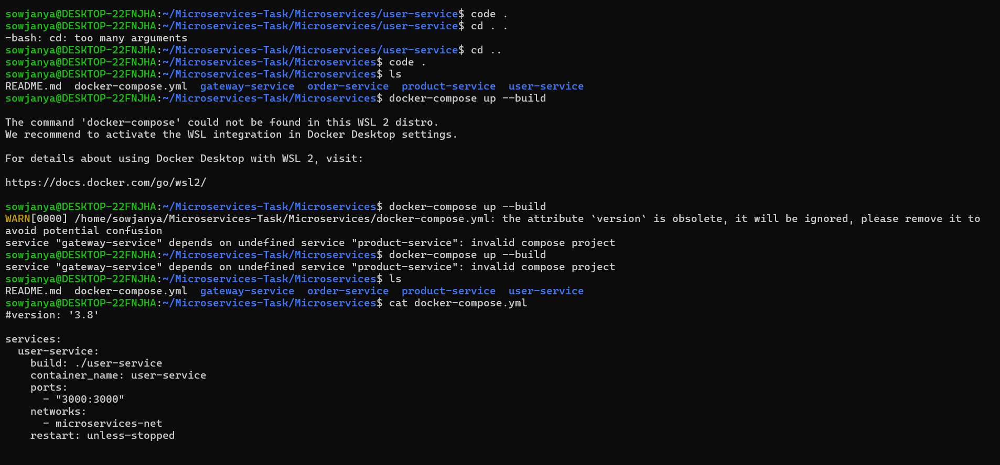 sowjanya@DESKTOP-22FNJHA:~/Microservices-Task/Microservices/user-service$ code .
sowjanya@DESKTOP-22FNJHA:~/Microservices-Task/Microservices/user-service$ cd . .
-bash: cd: too many arguments
sowjanya@DESKTOP-22FNJHA:~/Microservices-Task/Microservices/user-service$ cd ..
sowjanya@DESKTOP-22FNJHA:~/Microservices-Task/Microservices$ code .
sowjanya@DESKTOP-22FNJHA:~/Microservices-Task/Microservices$ ls
README.md  docker-compose.yml  gateway-service  order-service  product-service  user-service
sowjanya@DESKTOP-22FNJHA:~/Microservices-Task/Microservices$ docker-compose up --build

The command 'docker-compose' could not be found in this WSL 2 distro.
We recommend to activate the WSL integration in Docker Desktop settings.

For details about using Docker Desktop with WSL 2, visit:

https://docs.docker.com/go/wsl2/

sowjanya@DESKTOP-22FNJHA:~/Microservices-Task/Microservices$ docker-compose up --build
WARN[0000] /home/sowjanya/Microservices-Task/Microservices/docker-compose.yml: the attribute `version` is obsolete, it will be ignored, please remove it to
avoid potential confusion
service "gateway-service" depends on undefined service "product-service": invalid compose project
sowjanya@DESKTOP-22FNJHA:~/Microservices-Task/Microservices$ docker-compose up --build
service "gateway-service" depends on undefined service "product-service": invalid compose project
sowjanya@DESKTOP-22FNJHA:~/Microservices-Task/Microservices$ ls
README.md  docker-compose.yml  gateway-service  order-service  product-service  user-service
sowjanya@DESKTOP-22FNJHA:~/Microservices-Task/Microservices$ cat docker-compose.yml
#version: '3.8'

services:
  user-service:
    build: ./user-service
    container_name: user-service
    ports:
      - "3000:3000"
    networks:
      - microservices-net
    restart: unless-stopped